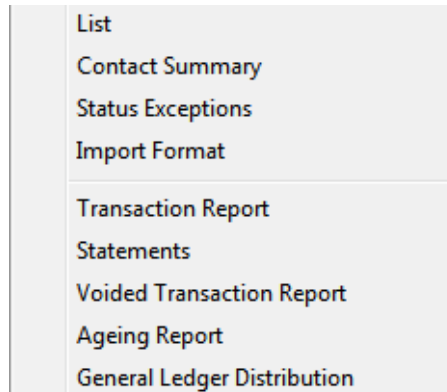 List
Contact Summary
Status Exceptions
Import Format
Transaction Report
Statements
Voided Transaction Report
Ageing Report
General Ledger Distribution